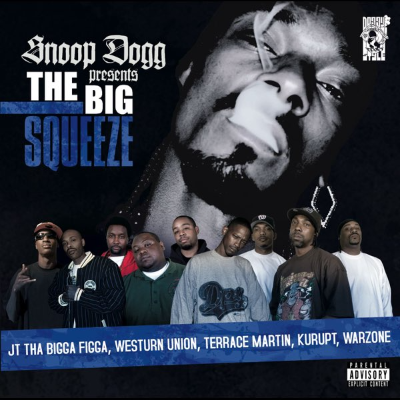 Snoop Dogg
presents
THE
BIG
SQUEEZE
JT THA BIGGA FIGGA, WESTURN UNION, TERRACE MARTIN, KURUPT, WARZONE
PARENTAL
ADVISORY
EXPLICIT CONTENT